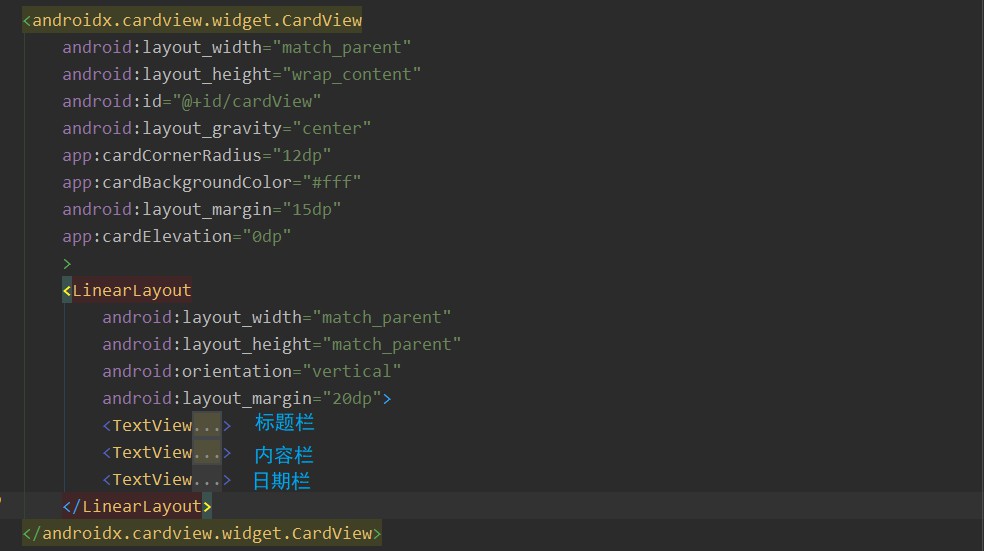 <androidx.cardview.widget.CardView
android:layout_width="match_parent"
android:layout_height="wrap_content"
android:id="@+id/cardView"
android:layout_gravity="center"
app:cardCornerRadius="12dp"
app:cardBackgroundColor="#fff"
android:layout_margin="15dp"
app:cardElevation="0dp"
>
<LinearLayout
android:layout_width="match_parent"
android:layout_height="match_parent"
android:orientation="vertical"
android:layout_margin="20dp">
<TextView...> 标题栏
<TextView...> 内容栏
<TextView...> 日期栏
</LinearLayout>
</androidx.cardview.widget.CardView>